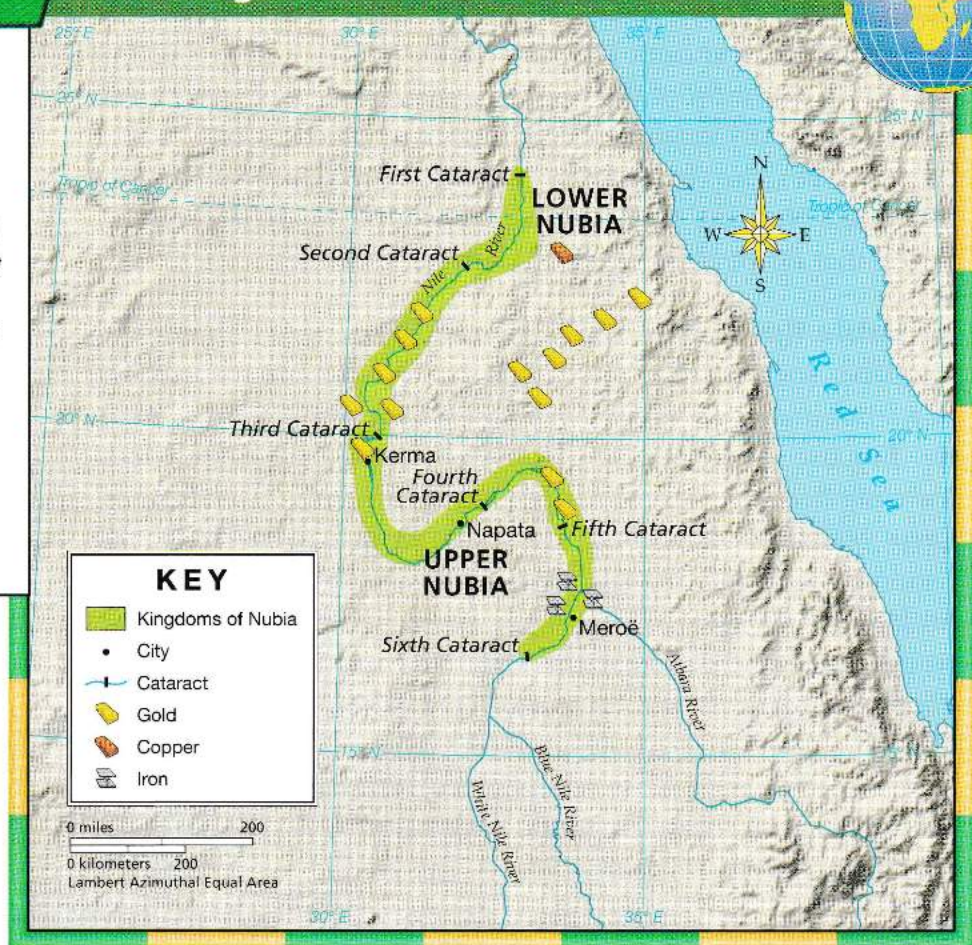 25° E
30° E
35° E
25° N
25° N
First Cataract
LOWER
NUBIA
Tropic of Cancer
Tropic of Cancer
N
W
E
S
Second Cataract
Nile
River
Red Sea
20° N
20° N
Third Cataract
Kerma
Fourth
Cataract
Napata
Fifth Cataract
UPPER
NUBIA
Meroë
Sixth Cataract
Atbara River
15° N
Blue Nile River
White Nile River
KEY
Kingdoms of Nubia
City
Cataract
Gold
Copper
Iron
0 miles 200
0 kilometers 200
Lambert Azimuthal Equal Area
30° E
35° E